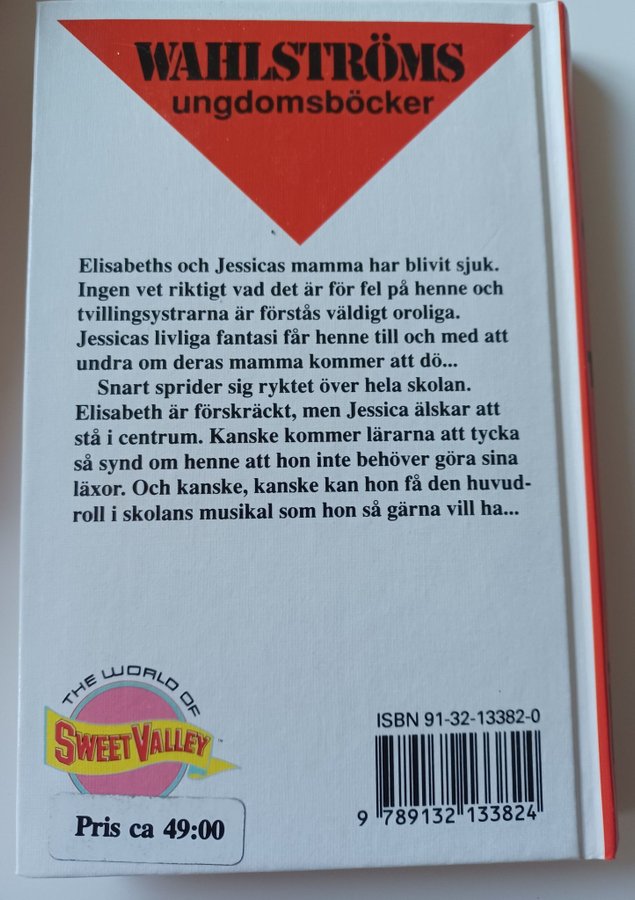 WAHLSTRÖMS
ungdomsböcker
Elisabeths och Jessicas mamma har blivit sjuk.
Ingen vet riktigt vad det är för fel på henne och
tvillingsystrarna är förstås väldigt oroliga.
Jessicas livliga fantasi får henne till och med att
undra om deras mamma kommer att dö...
Snart sprider sig ryktet över hela skolan.
Elisabeth är förskräckt, men Jessica älskar att
stå i centrum. Kanske kommer lärarna att tycka
så synd om henne att hon inte behöver göra sina
läxor. Och kanske, kanske kan hon få den huvud-
roll i skolans musikal som hon så gärna vill ha...
THE WORLD OF
SWEET VALLEY
Pris ca 49:00
ISBN 91-32-13382-0
9 789132 133824